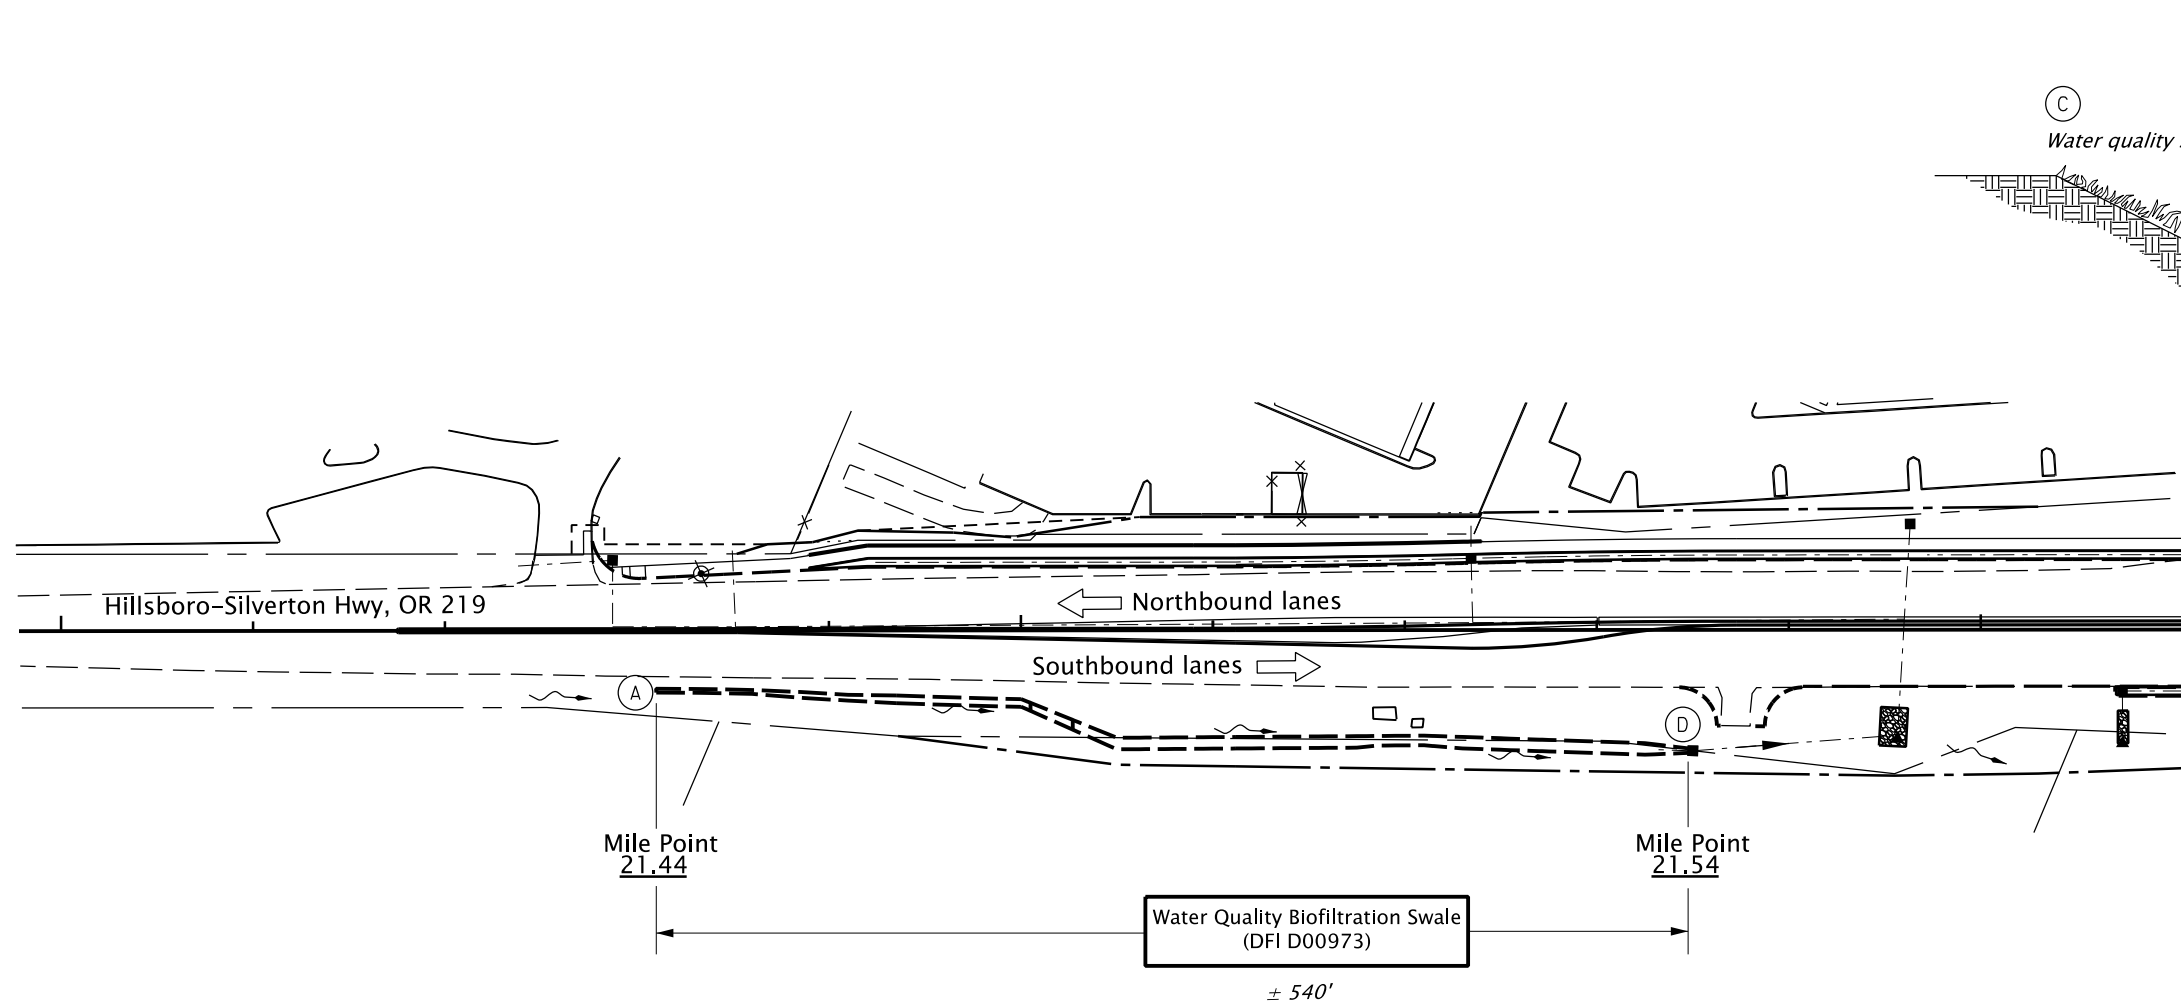 C
Water quality
Hillsboro-Silverton Hwy, OR 219
Northbound lanes
Southbound lanes
A
D
Mile Point
21.44
Mile Point
21.54
Water Quality Biofiltration Swale
(DFI D00973)
± 540'